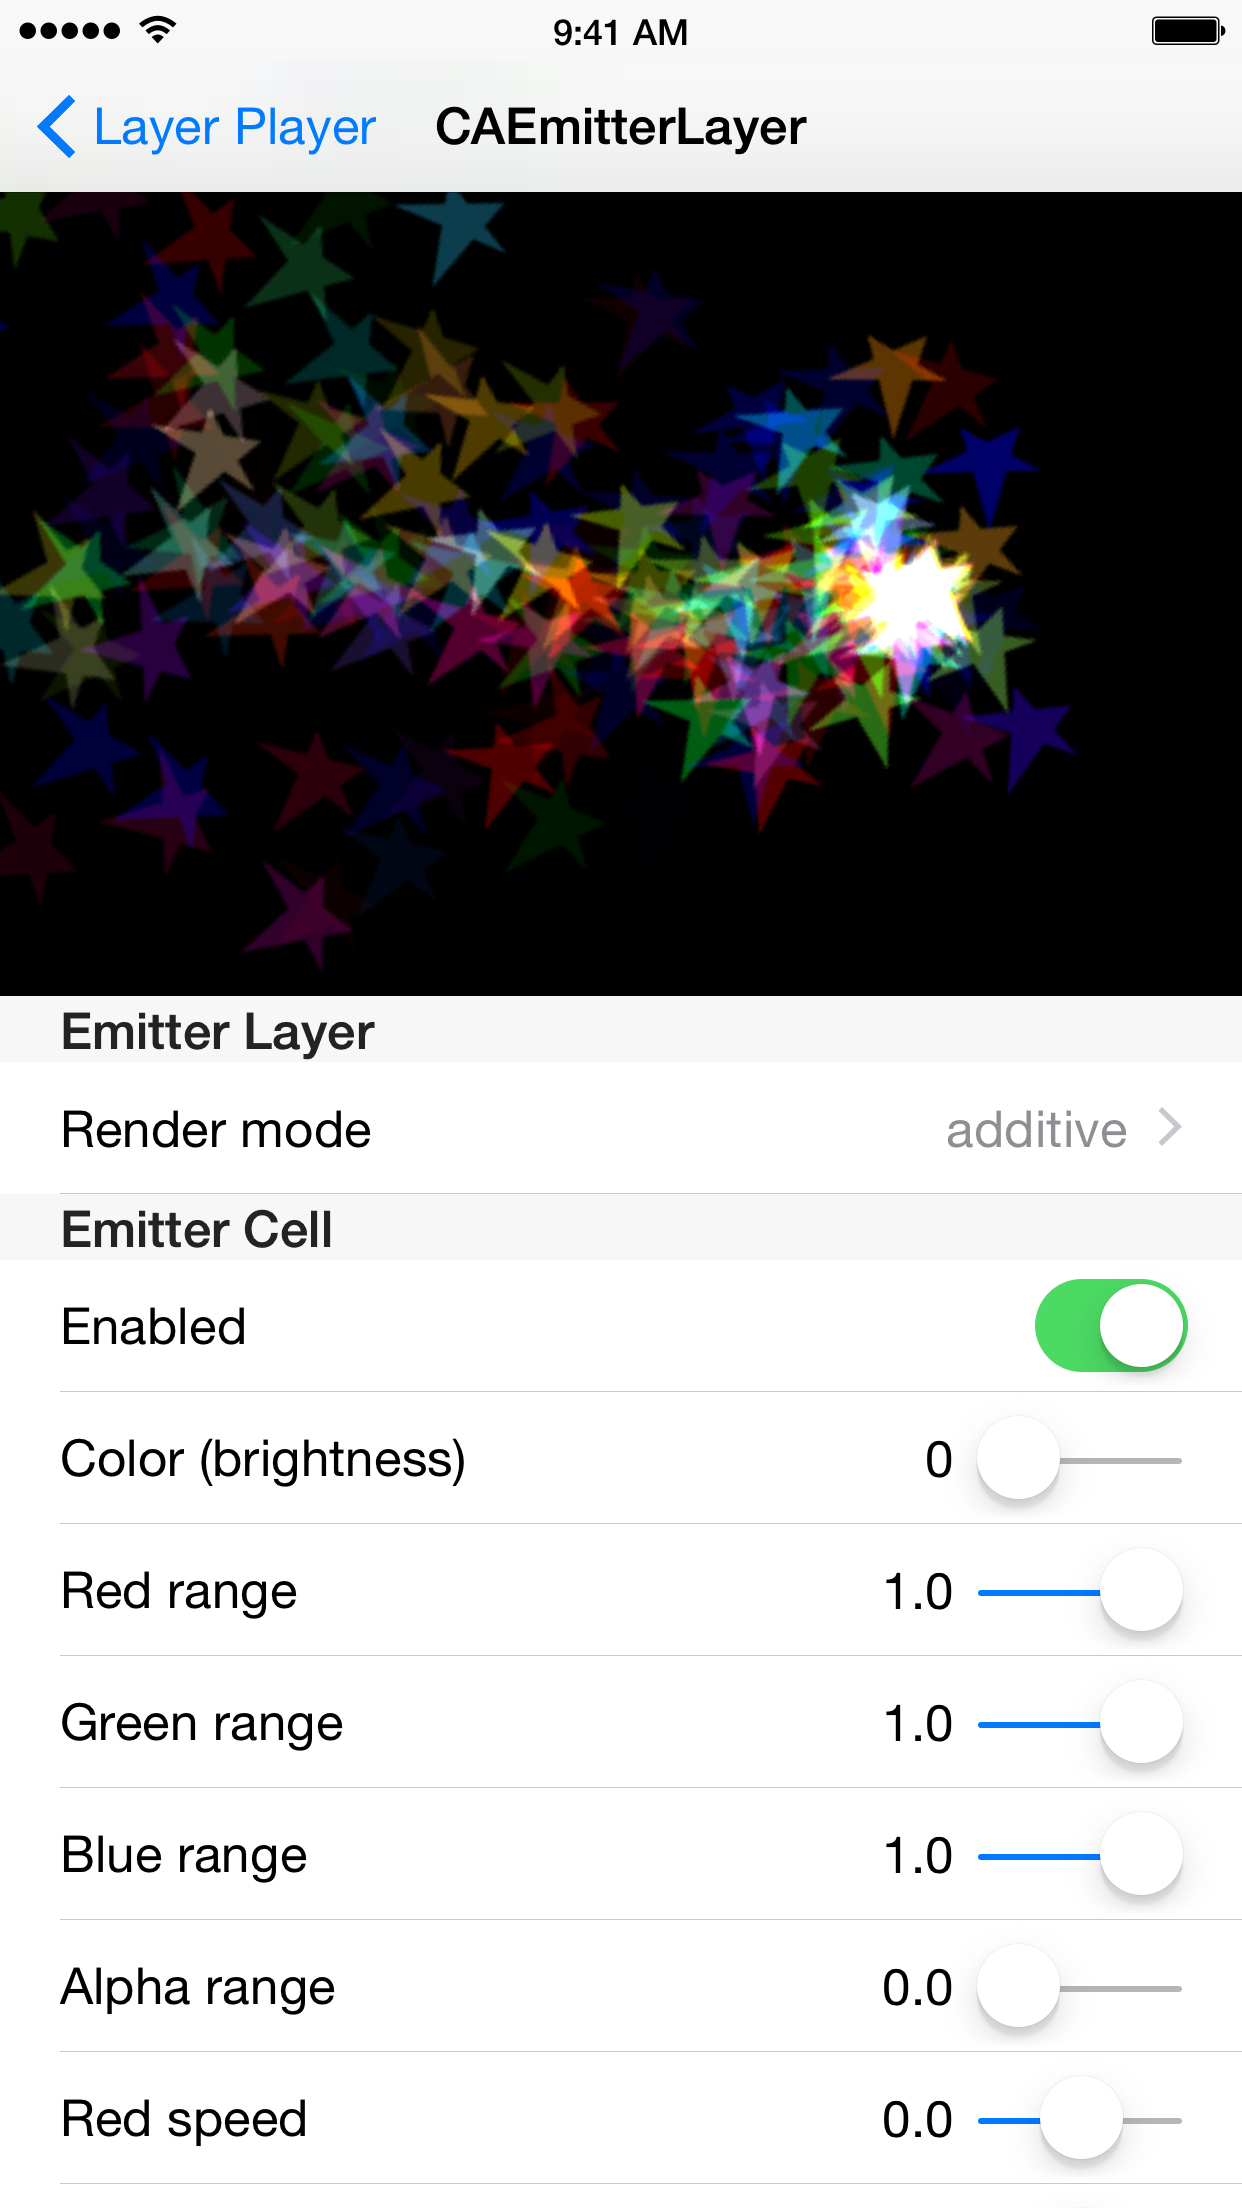 9:41 AM
Layer Player CAEmitterLayer
Emitter Layer
Render mode additive
Emitter Cell
Enabled
Color (brightness) 0
Red range 1.0
Green range 1.0
Blue range 1.0
Alpha range 0.0
Red speed 0.0